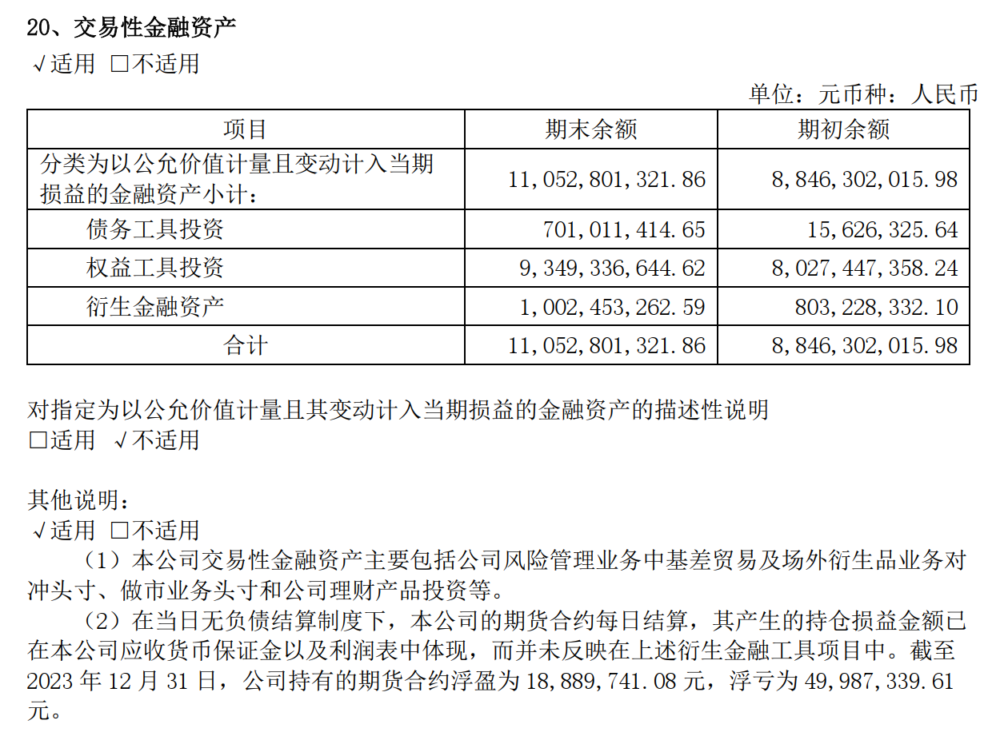 20、交易性金融资产
√适用 □不适用
单位：元币种：人民币
项目 期末余额 期初余额
分类为以公允价值计量且变动计入当期
损益的金融资产小计： 11,052,801,321.86 8,846,302,015.98
债务工具投资 701,011,414.65 15,626,325.64
权益工具投资 9,349,336,644.62 8,027,447,358.24
衍生金融资产 1,002,453,262.59 803,228,332.10
合计 11,052,801,321.86 8,846,302,015.98
对指定为以公允价值计量且其变动计入当期损益的金融资产的描述性说明
□适用 √不适用
其他说明：
√适用 □不适用
（1）本公司交易性金融资产主要包括公司风险管理业务中基差贸易及场外衍生品业务对
冲头寸、做市业务头寸和公司理财产品投资等。
（2）在当日无负债结算制度下，本公司的期货合约每日结算，其产生的持仓损益金额已
在本公司应收货币保证金以及利润表中体现，而并未反映在上述衍生金融工具项目中。截至
2023 年 12 月 31 日，公司持有的期货合约浮盈为 18,889,741.08 元，浮亏为 49,987,339.61
元。